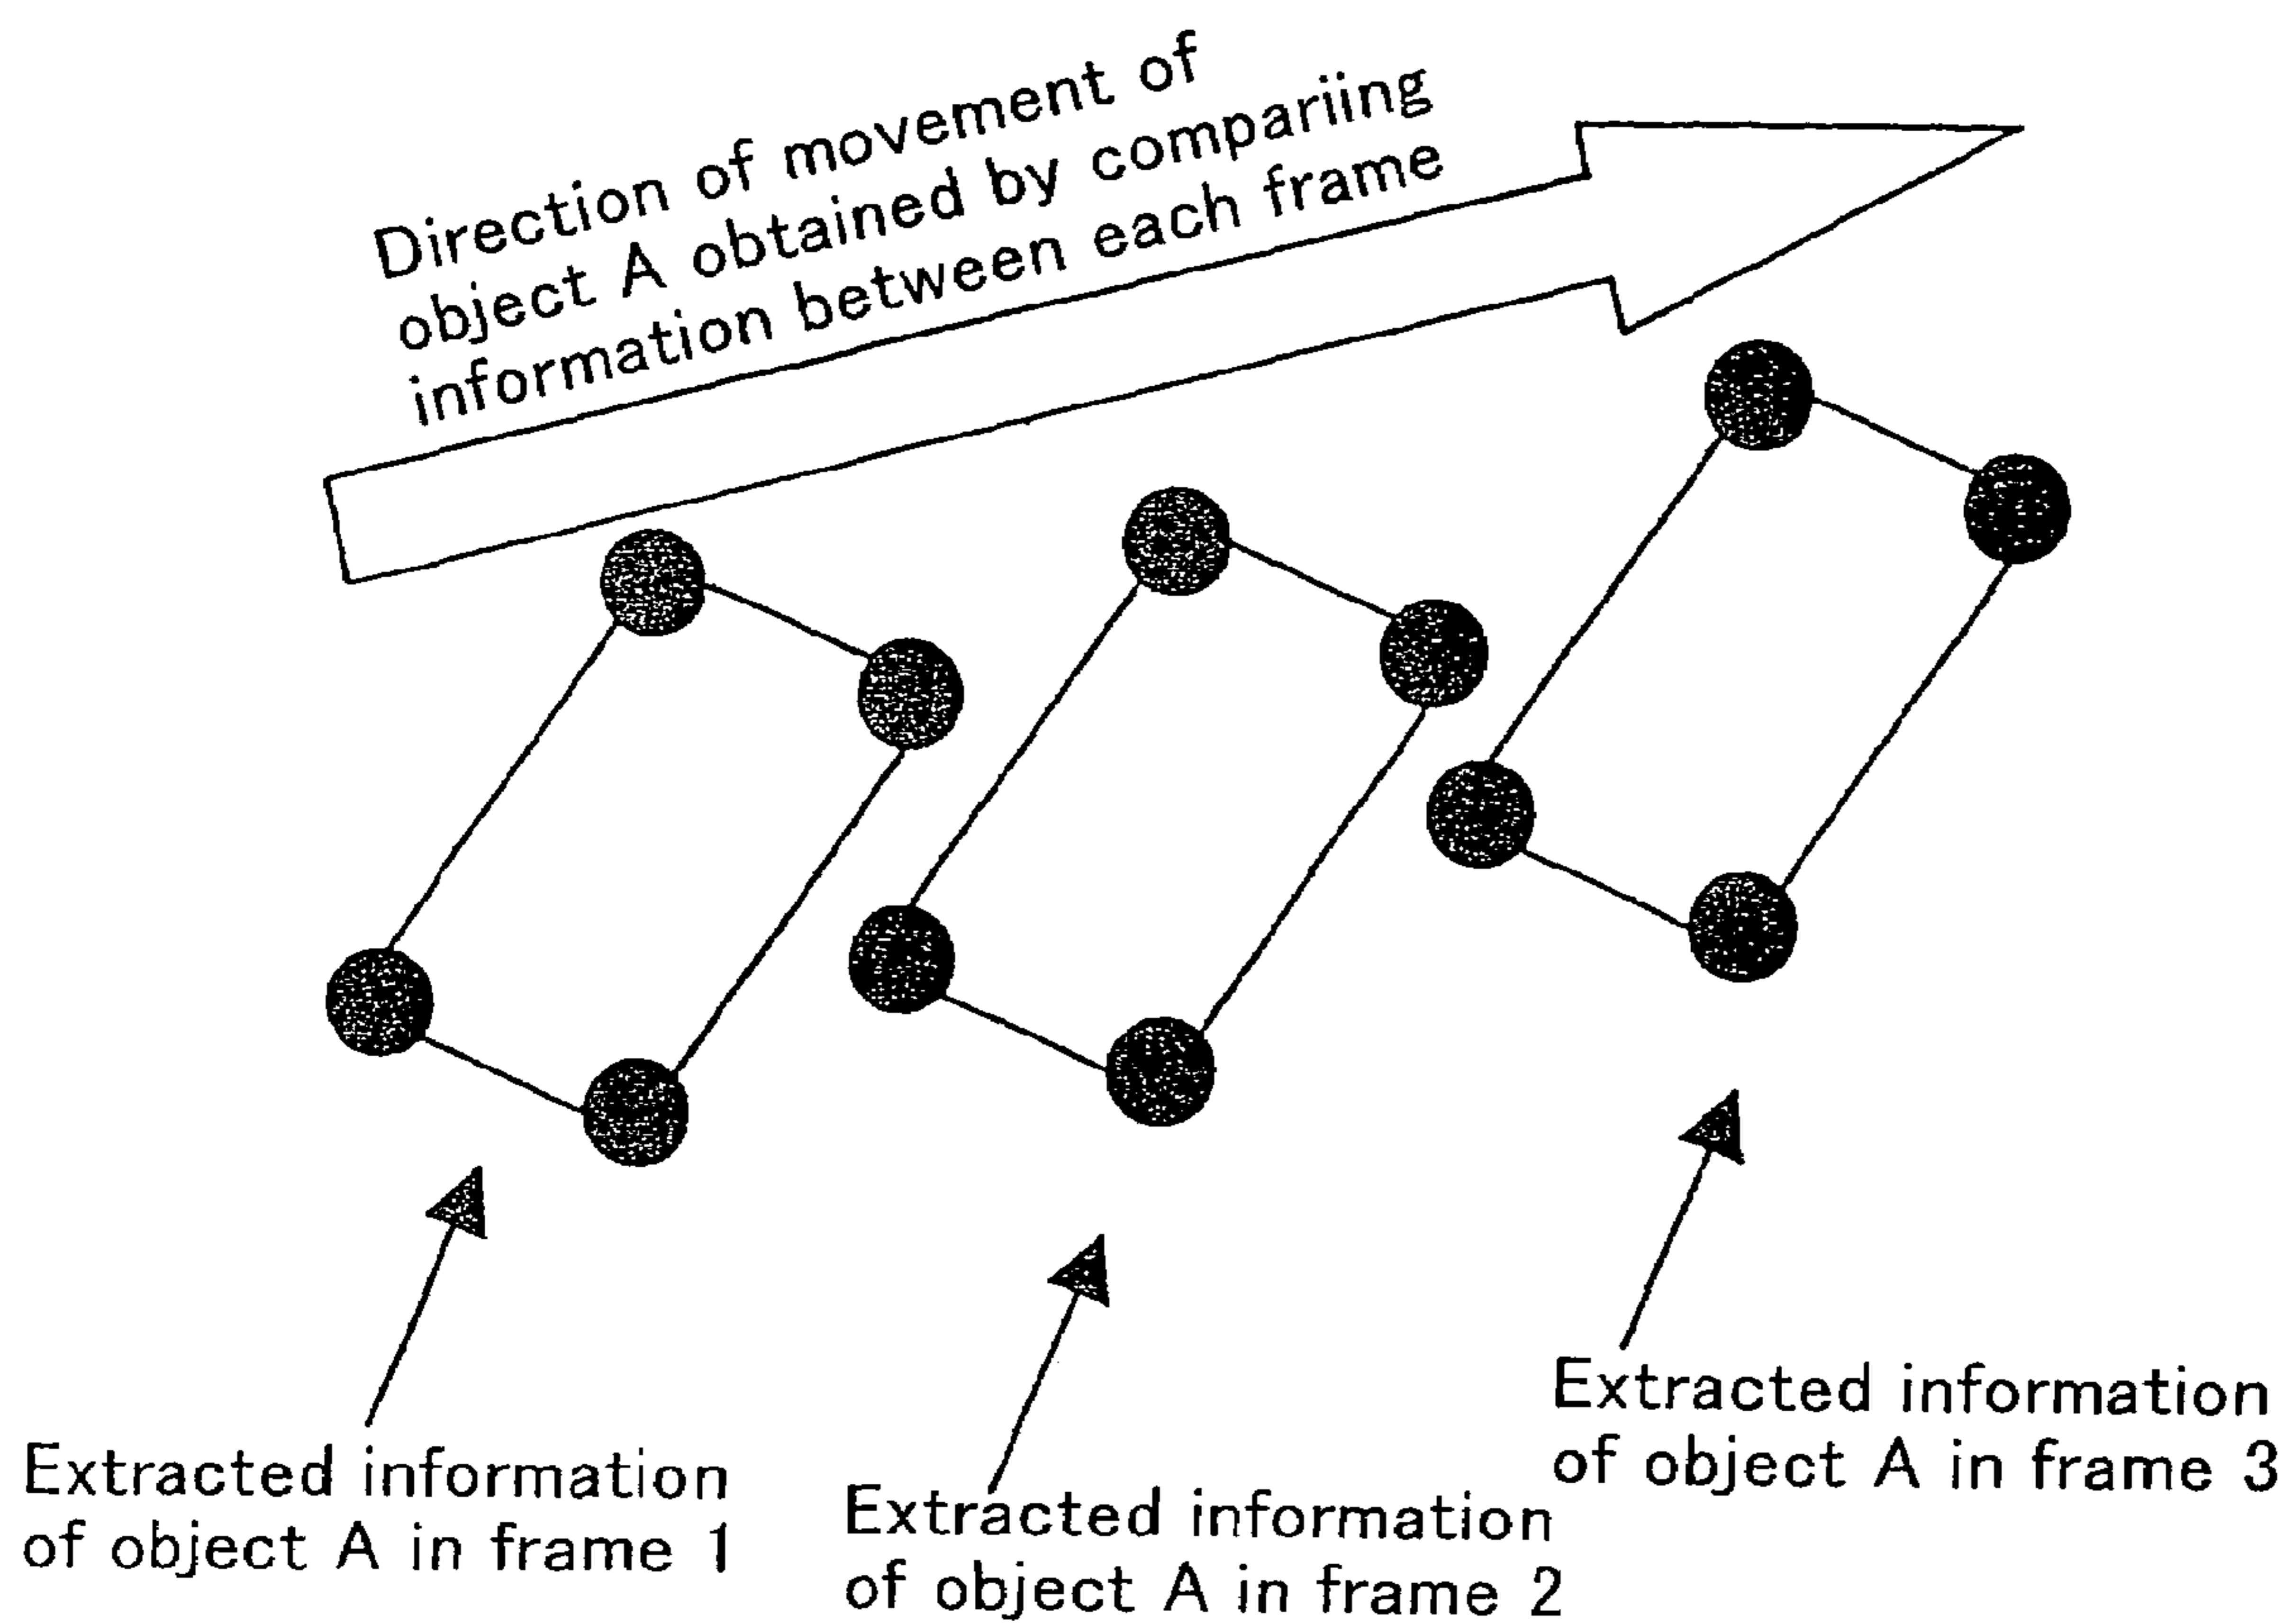 Direction of movement of
object A obtained by compariing
information between each frame
Extracted information
of object A in frame 1
Extracted information
of object A in frame 2
Extracted information
of object A in frame 3